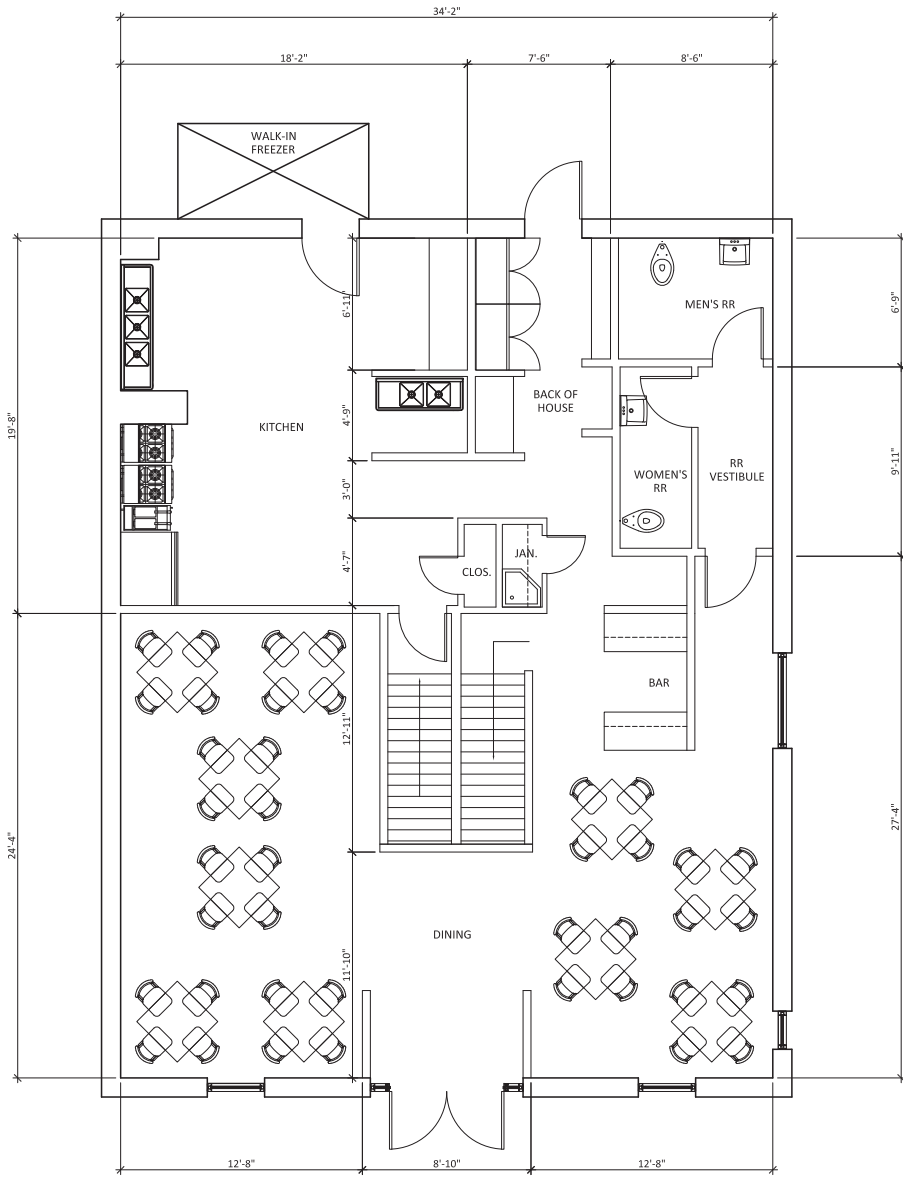 34'-2"
18'-2"
7'-6"
8'-6"
WALK-IN
FREEZER
6'-11"
6'-9"
MEN'S RR
19'-8"
KITCHEN
4'-9"
BACK OF
HOUSE
9'-11"
WOMEN'S
RR
RR
VESTIBULE
3'-0"
4'-7"
CLOS.
JAN.
BAR
12'-11"
24'-4"
27'-4"
DINING
11'-10"
12'-8"
8'-10"
12'-8"